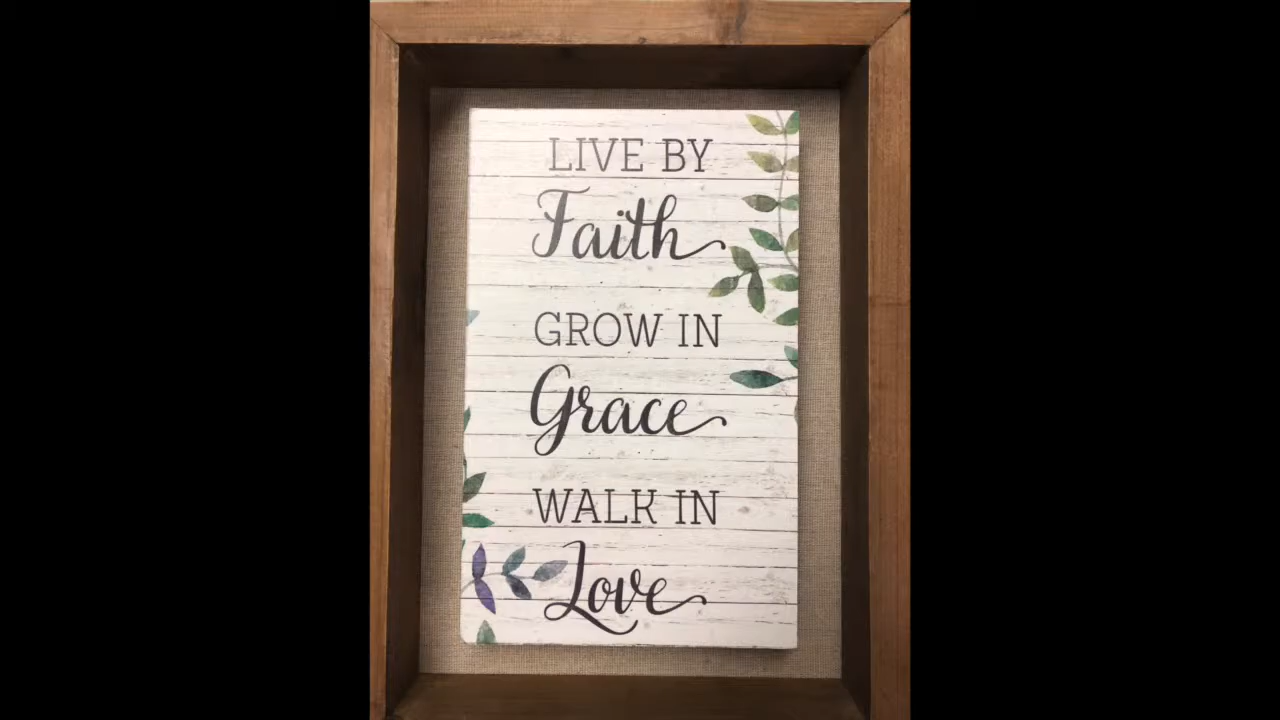 LIVE BY
Faith
GROW IN
Grace
WALK IN
Love